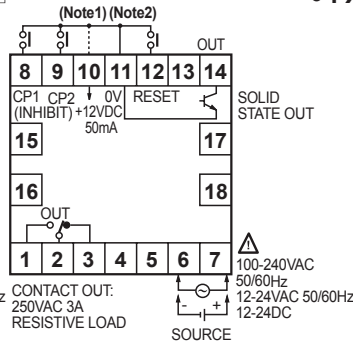 (Note1) (Note2)
OUT
8 9 10 11 12 13 14
CP1 CP2 0V RESET
(INHIBIT) +12VDC
50mA
SOLID
STATE OUT
15 17
16 18
OUT
1 2 3 4 5 6 7
CONTACT OUT:
250VAC 3A
RESISTIVE LOAD
100-240VAC
50/60Hz
12-24VAC 50/60Hz
12-24DC
- +
SOURCE